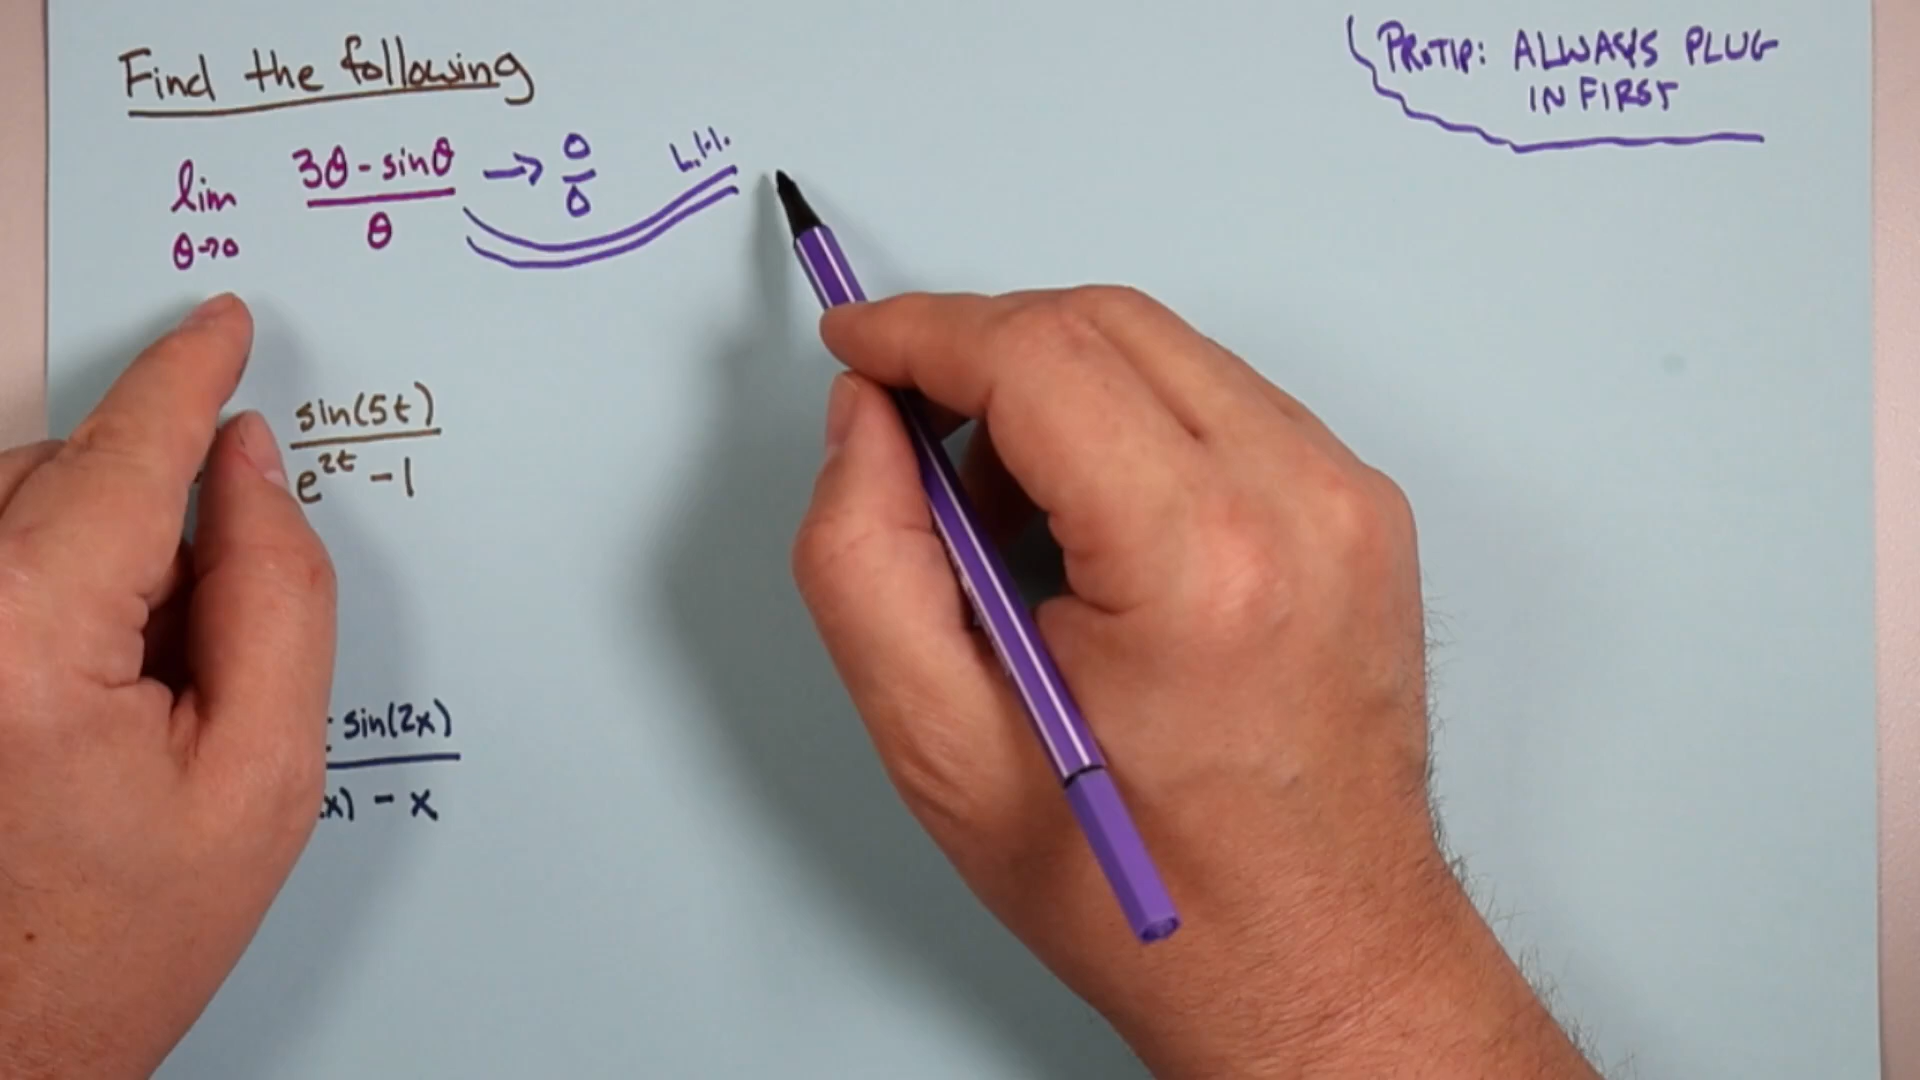 Find the following
PROTIP: ALWAYS PLUG
IN FIRST
lim θ→0 (3θ - sinθ)/θ → 0/0 L.H.
sin(5t)
e^{2t} - 1
sin(2x)
x) - x